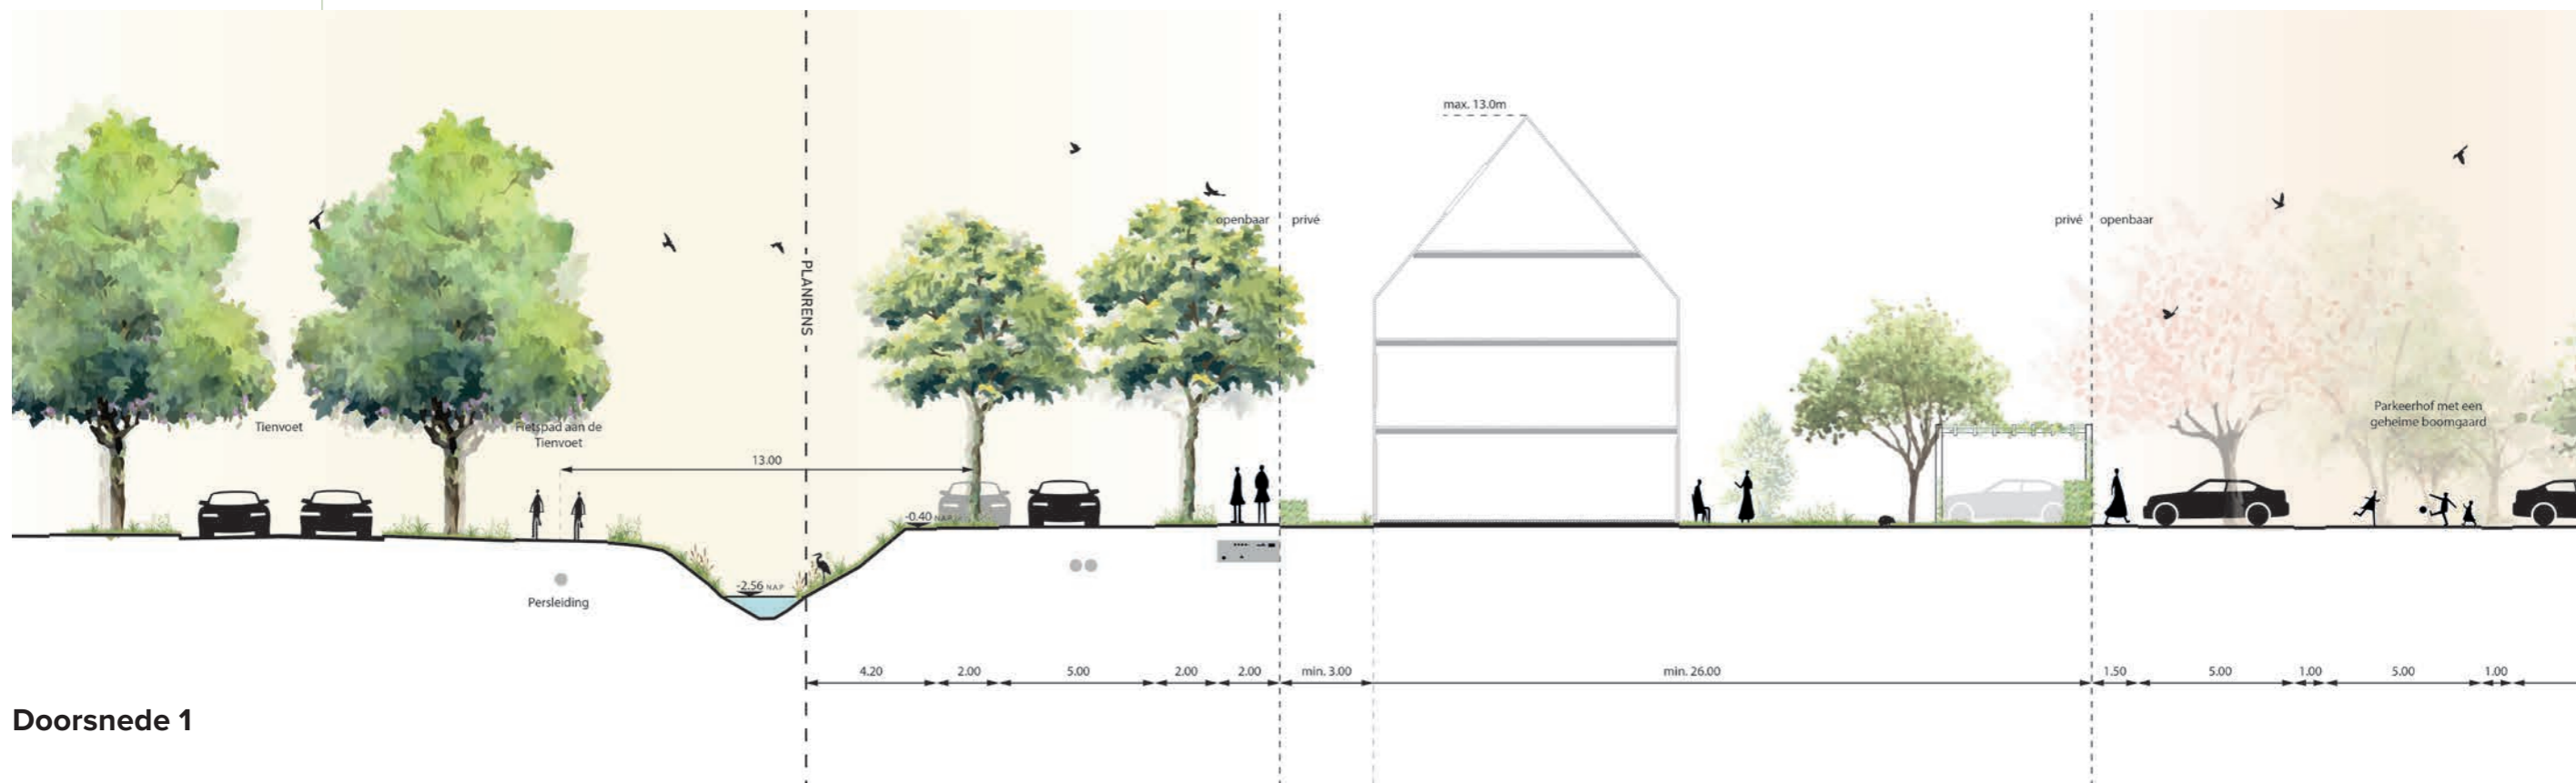 max. 13.0m
openbaar
privé
privé
openbaar
PLANRENS
Tienvoet
Fietspad aan de
Tienvoet
Parkeerhof met een
geheime boomgaard
13.00
-0.40 NAP
-2.56 NAP
Persleiding
4.20
2.00
5.00
2.00
2.00
min. 3.00
min. 26.00
1.50
5.00
1.00
5.00
1.00
Doorsnede 1